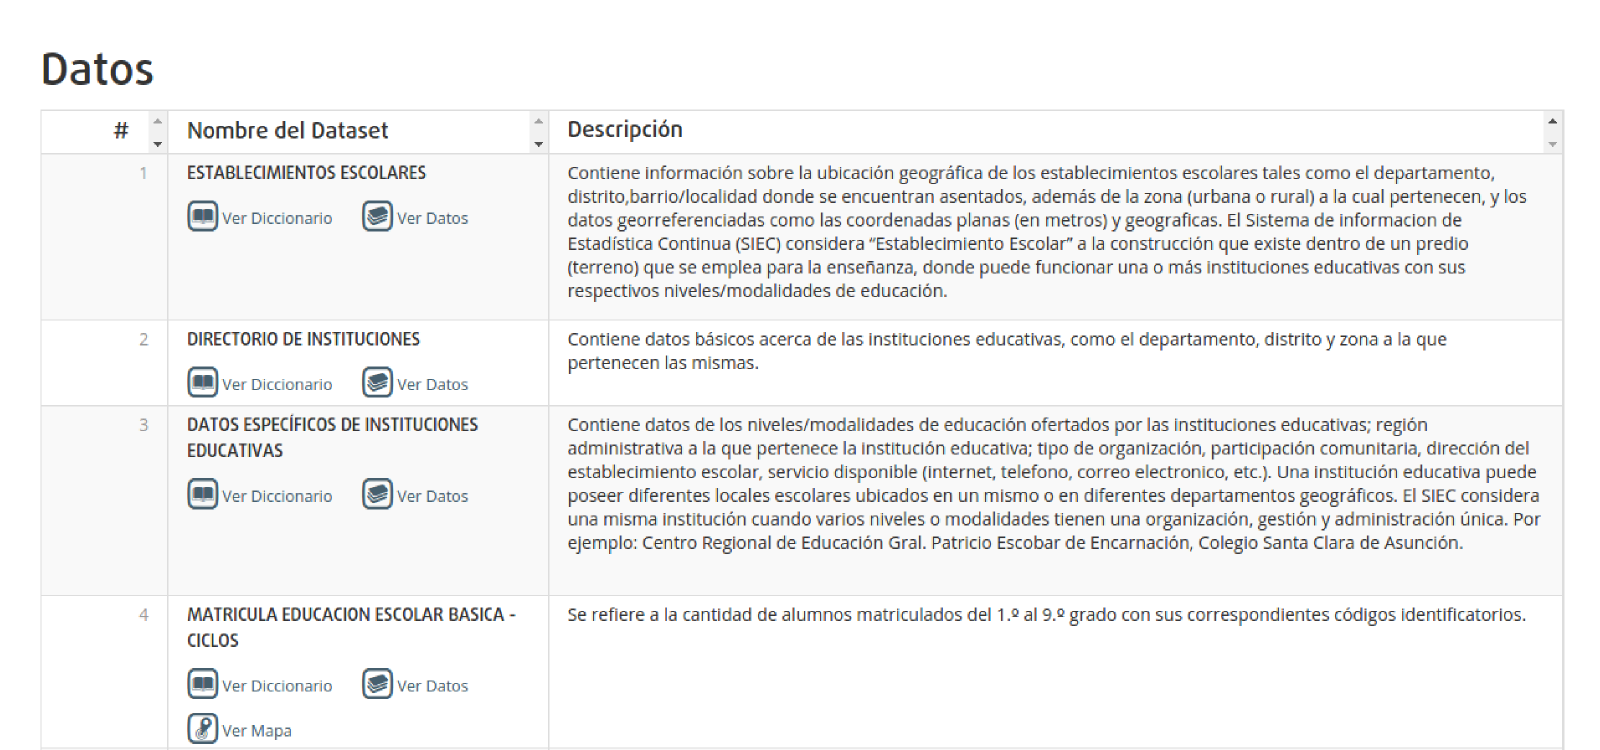 Datos
# Nombre del Dataset Descripción
1 ESTABLECIMIENTOS ESCOLARES
Ver Diccionario Ver Datos
Contiene información sobre la ubicación geográfica de los establecimientos escolares tales como el departamento,
distrito,barrio/localidad donde se encuentran asentados, además de la zona (urbana o rural) a la cual pertenecen, y los
datos georreferenciadas como las coordenadas planas (en metros) y geograficas. El Sistema de informacion de
Estadística Continua (SIEC) considera “Establecimiento Escolar” a la construcción que existe dentro de un predio
(terreno) que se emplea para la enseñanza, donde puede funcionar una o más instituciones educativas con sus
respectivos niveles/modalidades de educación.
2 DIRECTORIO DE INSTITUCIONES
Ver Diccionario Ver Datos
Contiene datos básicos acerca de las instituciones educativas, como el departamento, distrito y zona a la que
pertenecen las mismas.
3 DATOS ESPECÍFICOS DE INSTITUCIONES
EDUCATIVAS
Ver Diccionario Ver Datos
Contiene datos de los niveles/modalidades de educación ofertados por las instituciones educativas; región
administrativa a la que pertenece la institución educativa; tipo de organización, participación comunitaria, dirección del
establecimiento escolar, servicio disponible (internet, telefono, correo electronico, etc.). Una institución educativa puede
poseer diferentes locales escolares ubicados en un mismo o en diferentes departamentos geográficos. El SIEC considera
una misma institución cuando varios niveles o modalidades tienen una organización, gestión y administración única. Por
ejemplo: Centro Regional de Educación Gral. Patricio Escobar de Encarnación, Colegio Santa Clara de Asunción.
4 MATRICULA EDUCACION ESCOLAR BASICA -
CICLOS
Ver Diccionario Ver Datos
Ver Mapa
Se refiere a la cantidad de alumnos matriculados del 1.º al 9.º grado con sus correspondientes códigos identificatorios.